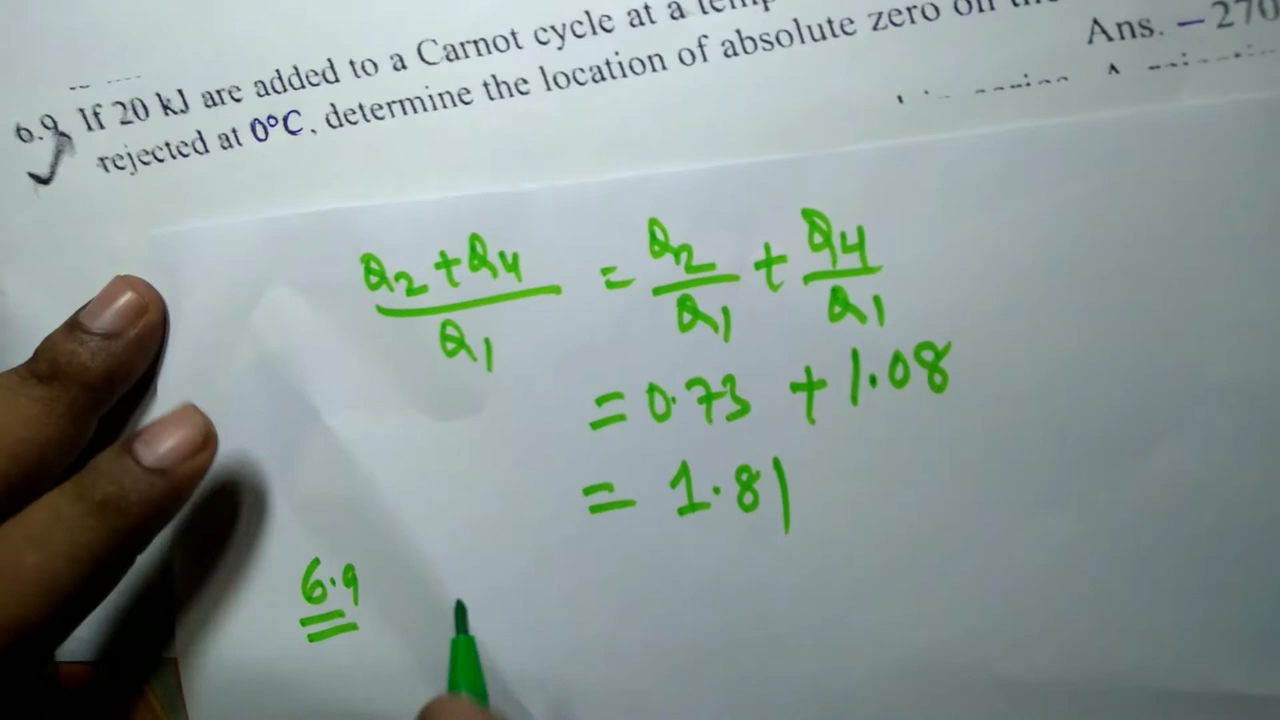 6.9 If 20 kJ are added to a Carnot cycle at a temp
rejected at 0°C, determine the location of absolute zero on
Ans. – 270
Q2 + Q4 / Q1 = Q2 / Q1 + Q4 / Q1
= 0.73 + 1.08
= 1.81
6.9